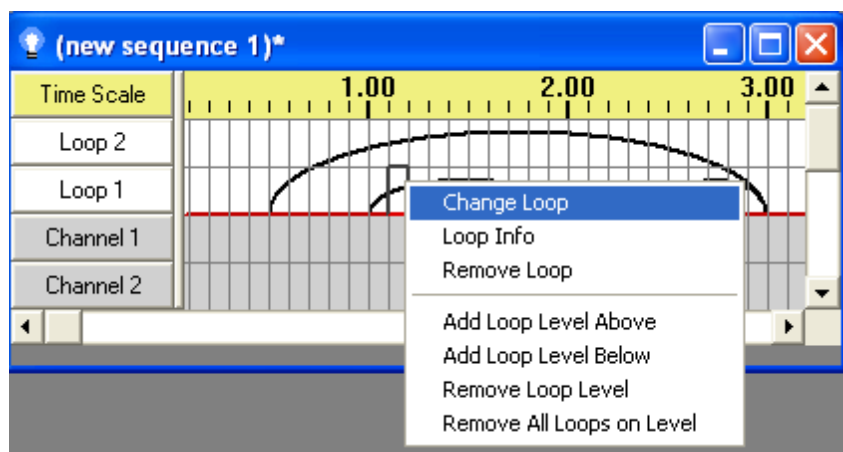 (new sequence 1)*
Time Scale 1.00 2.00 3.00
Loop 2
Loop 1
Channel 1
Channel 2
Change Loop
Loop Info
Remove Loop
Add Loop Level Above
Add Loop Level Below
Remove Loop Level
Remove All Loops on Level